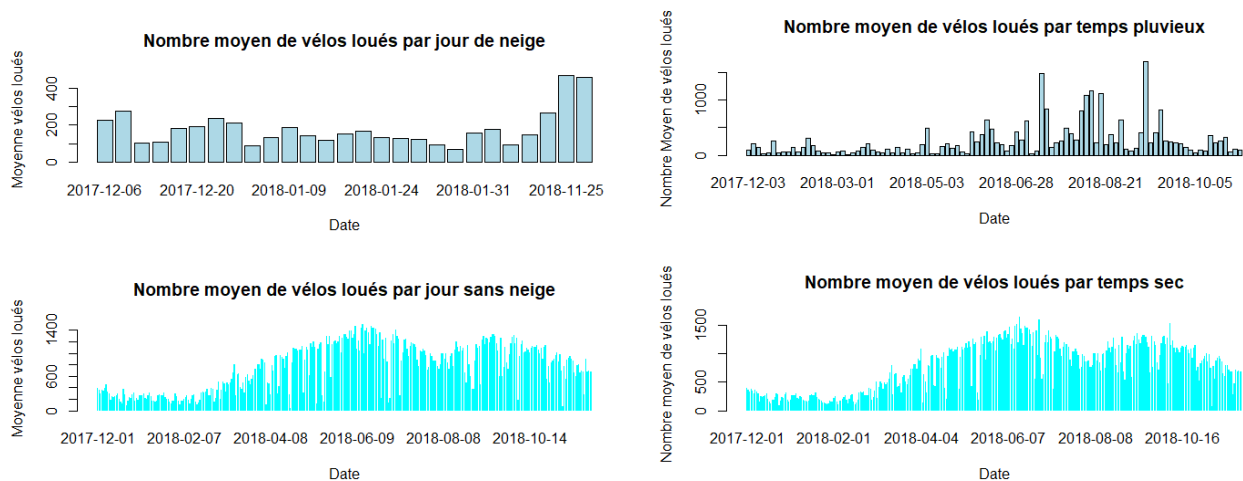 Nombre moyen de vélos loués par jour de neige
Moyenne vélos loués
400
200
0
2017-12-06 2017-12-20 2018-01-09 2018-01-24 2018-01-31 2018-11-25
Date
Nombre moyen de vélos loués par temps pluvieux
Nombre Moyen de vélos loués
1000
0
2017-12-03 2018-03-01 2018-05-03 2018-06-28 2018-08-21 2018-10-05
Date
Nombre moyen de vélos loués par jour sans neige
Moyenne vélos loués
1400
600
0
2017-12-01 2018-02-07 2018-04-08 2018-06-09 2018-08-08 2018-10-14
Date
Nombre moyen de vélos loués par temps sec
Nombre moyen de vélos loués
1500
500
0
2017-12-01 2018-02-01 2018-04-04 2018-06-07 2018-08-08 2018-10-16
Date